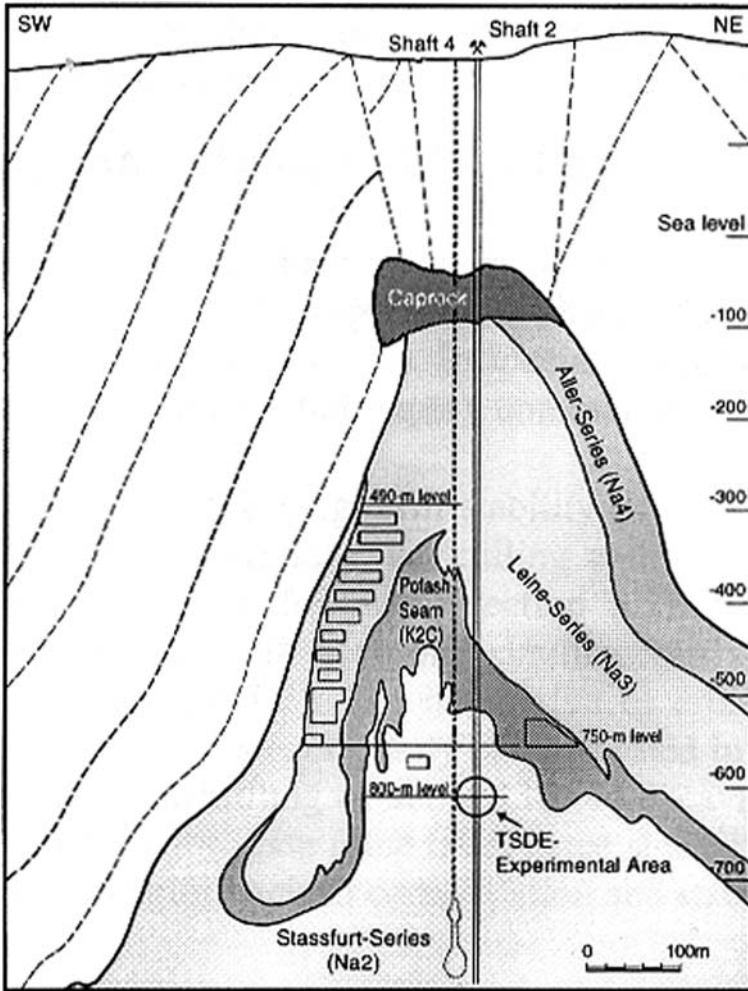 SW
Shaft 4
Shaft 2
NE
Sea level
Caprock
-100
Aller-Series (Na4)
-200
490-m level
-300
Potash
Seam
(K2C)
Leine-Series (Na3)
-400
-500
750-m level
800-m level
-600
TSDE-
Experimental Area
-700
Stassfurt-Series
(Na2)
0 100m